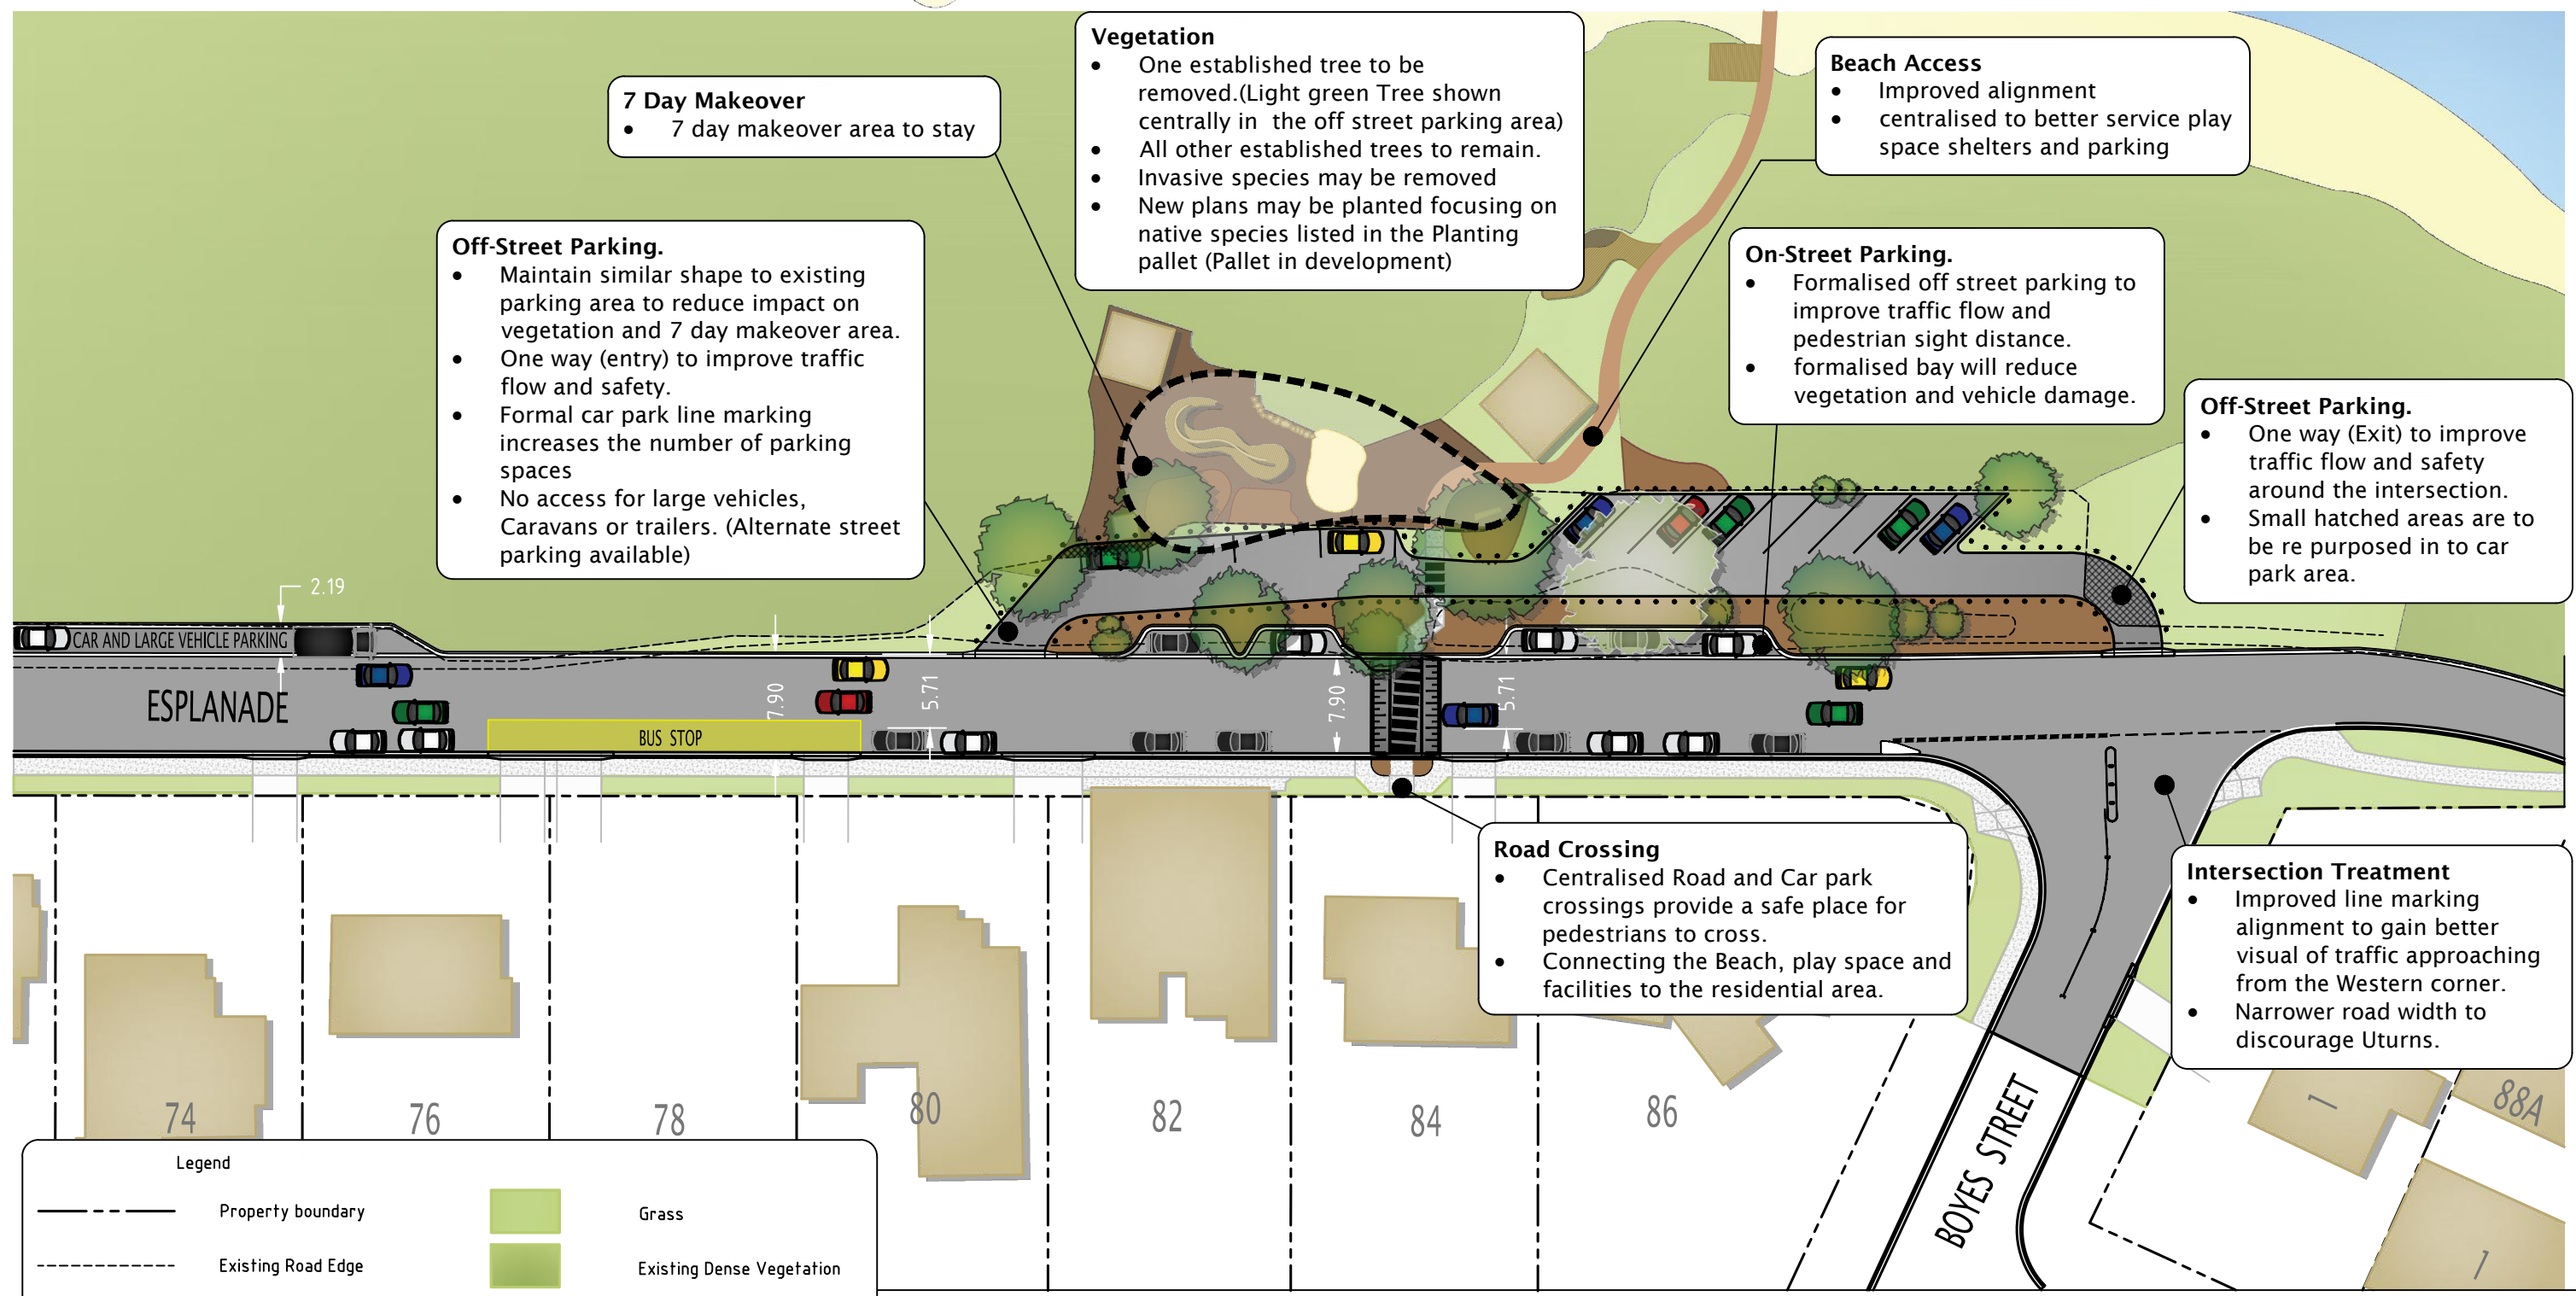 Vegetation
• One established tree to be
removed.(Light green Tree shown
centrally in the off street parking area)
• All other established trees to remain.
• Invasive species may be removed
• New plans may be planted focusing on
native species listed in the Planting
pallet (Pallet in development)
Beach Access
• Improved alignment
• centralised to better service play
space shelters and parking
7 Day Makeover
• 7 day makeover area to stay
Off-Street Parking.
• Maintain similar shape to existing
parking area to reduce impact on
vegetation and 7 day makeover area.
• One way (entry) to improve traffic
flow and safety.
• Formal car park line marking
increases the number of parking
spaces
• No access for large vehicles,
Caravans or trailers. (Alternate street
parking available)
On-Street Parking.
• Formalised off street parking to
improve traffic flow and
pedestrian sight distance.
• formalised bay will reduce
vegetation and vehicle damage.
Off-Street Parking.
• One way (Exit) to improve
traffic flow and safety
around the intersection.
• Small hatched areas are to
be re purposed in to car
park area.
2.19
CAR AND LARGE VEHICLE PARKING
ESPLANADE
7.90
5.71
7.90
5.71
BUS STOP
Road Crossing
• Centralised Road and Car park
crossings provide a safe place for
pedestrians to cross.
• Connecting the Beach, play space and
facilities to the residential area.
Intersection Treatment
• Improved line marking
alignment to gain better
visual of traffic approaching
from the Western corner.
• Narrower road width to
discourage Uturns.
74
76
78
80
82
84
86
1
88A
1
BOYES STREET
Legend
Property boundary
Grass
Existing Road Edge
Existing Dense Vegetation